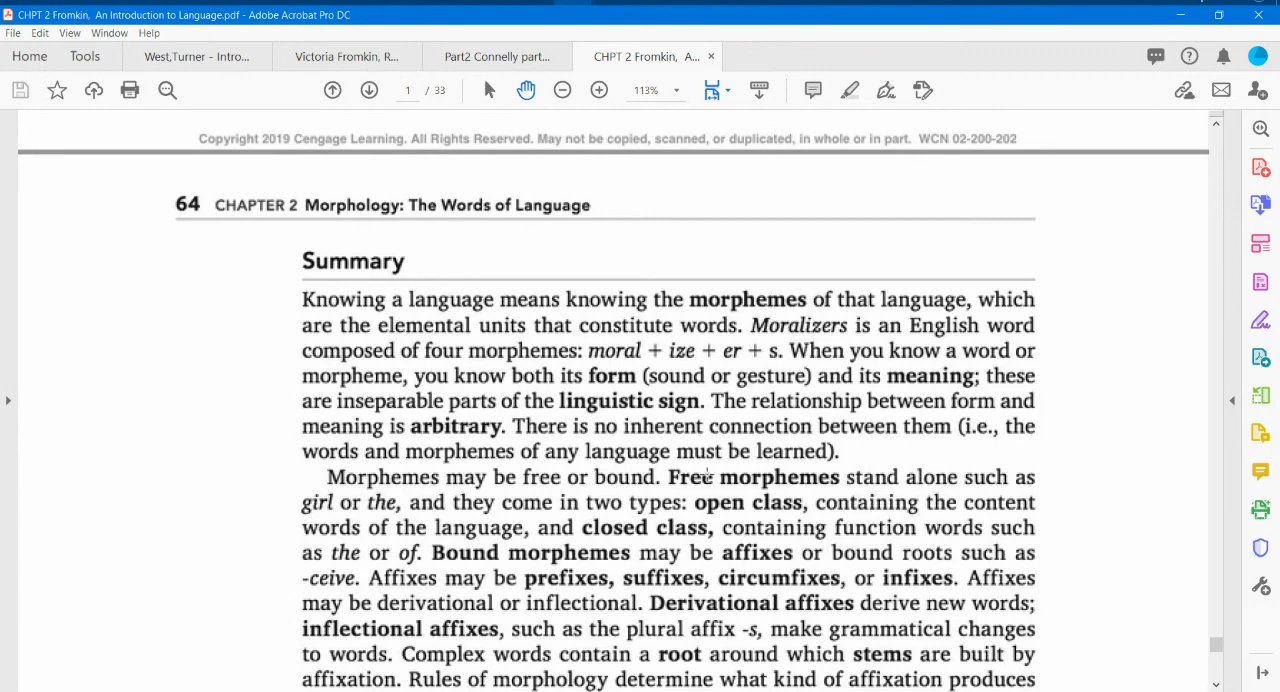 CHPT 2 Fromkin, An Introduction to Language.pdf - Adobe Acrobat Pro DC
File Edit View Window Help
Home Tools West,Turner - Intro... Victoria Fromkin, R... Part2 Connelly part... CHPT 2 Fromkin, A... ×
1 / 33 113%
Copyright 2019 Cengage Learning. All Rights Reserved. May not be copied, scanned, or duplicated, in whole or in part. WCN 02-200-202
64 CHAPTER 2 Morphology: The Words of Language
Summary
Knowing a language means knowing the morphemes of that language, which
are the elemental units that constitute words. Moralizers is an English word
composed of four morphemes: moral + ize + er + s. When you know a word or
morpheme, you know both its form (sound or gesture) and its meaning; these
are inseparable parts of the linguistic sign. The relationship between form and
meaning is arbitrary. There is no inherent connection between them (i.e., the
words and morphemes of any language must be learned).
Morphemes may be free or bound. Free morphemes stand alone such as
girl or the, and they come in two types: open class, containing the content
words of the language, and closed class, containing function words such
as the or of. Bound morphemes may be affixes or bound roots such as
-ceive. Affixes may be prefixes, suffixes, circumfixes, or infixes. Affixes
may be derivational or inflectional. Derivational affixes derive new words;
inflectional affixes, such as the plural affix -s, make grammatical changes
to words. Complex words contain a root around which stems are built by
affixation. Rules of morphology determine what kind of affixation produces